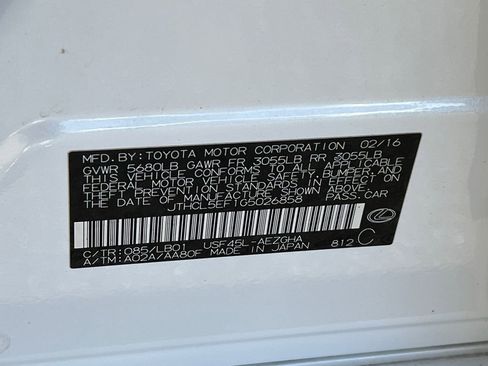 MFD.BY:TOYOTA MOTOR CORPORATION 02/16
GVWR 5680LB GAWR FR 3055LB RR 3055LB
THIS VEHICLE CONFORMS TO ALL APPLICABLE
FEDERAL MOTOR VEHICLE SAFETY, BUMPER, AND
THEFT PREVENTION STANDARDS IN EFFECT ON
THE DATE OF MANUFACTURE SHOWN ABOVE.
JTHCL5EF1G5026858 PASS.CAR
C/TR:085/LB01 USF45L-AEZGHA
A/TM:A02A/AA80F MADE IN JAPAN 812 C